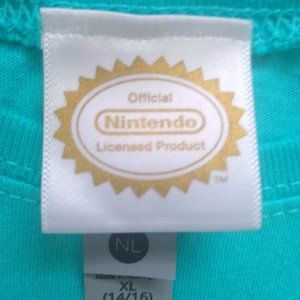 Official
Nintendo
Licensed Product
TM
NL
XL
(14/16)